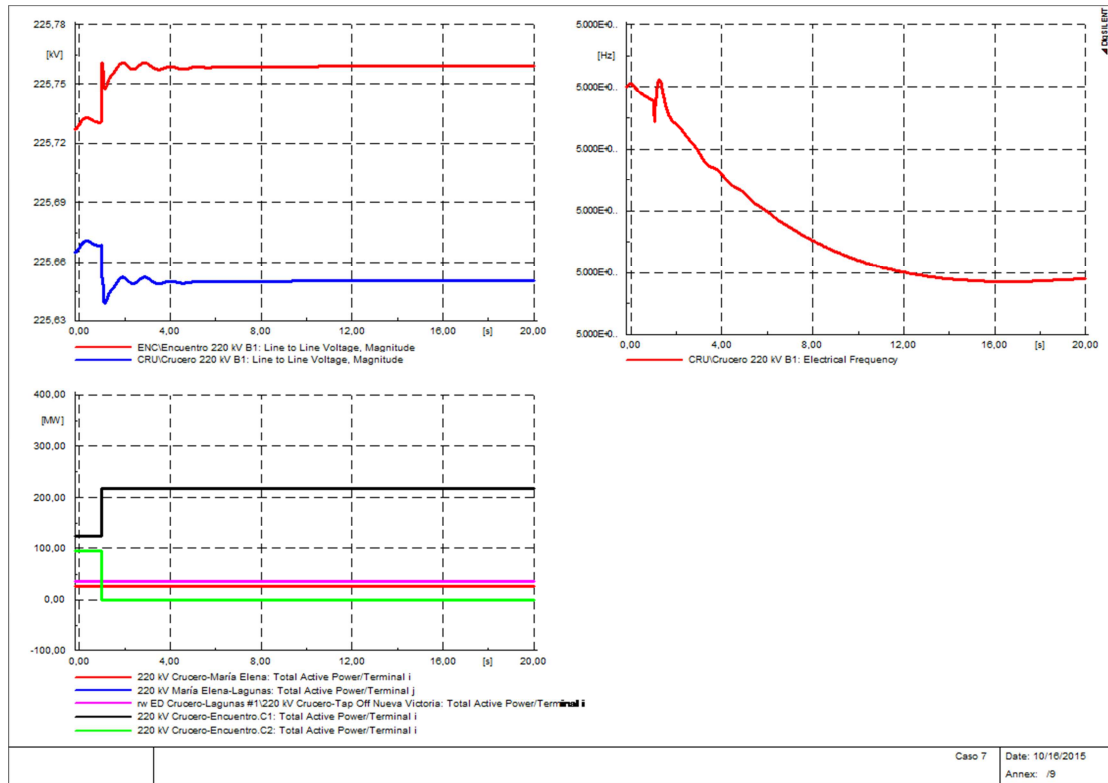 225,78
[kV]
225,75
225,72
225,69
225,66
225,63
0,00 4,00 8,00 12,00 16,00 [s] 20,00
ENC\Encuentro 220 kV B1: Line to Line Voltage, Magnitude
CRU\Crucero 220 kV B1: Line to Line Voltage, Magnitude
5.000E+0..
[Hz]
5.000E+0..
5.000E+0..
5.000E+0..
5.000E+0..
5.000E+0..
0,00 4,00 8,00 12,00 16,00 [s] 20,00
CRU\Crucero 220 kV B1: Electrical Frequency
DIgSILENT
400,00
[MW]
300,00
200,00
100,00
0,00
-100,00
0,00 4,00 8,00 12,00 16,00 [s] 20,00
220 kV Crucero-María Elena: Total Active Power/Terminal i
220 kV María Elena-Lagunas: Total Active Power/Terminal j
rw ED Crucero-Lagunas #1\220 kV Crucero-Tap Off Nueva Victoria: Total Active Power/Terminal i
220 kV Crucero-Encuentro.C1: Total Active Power/Terminal i
220 kV Crucero-Encuentro.C2: Total Active Power/Terminal i
Caso 7
Date: 10/16/2015
Annex: /9